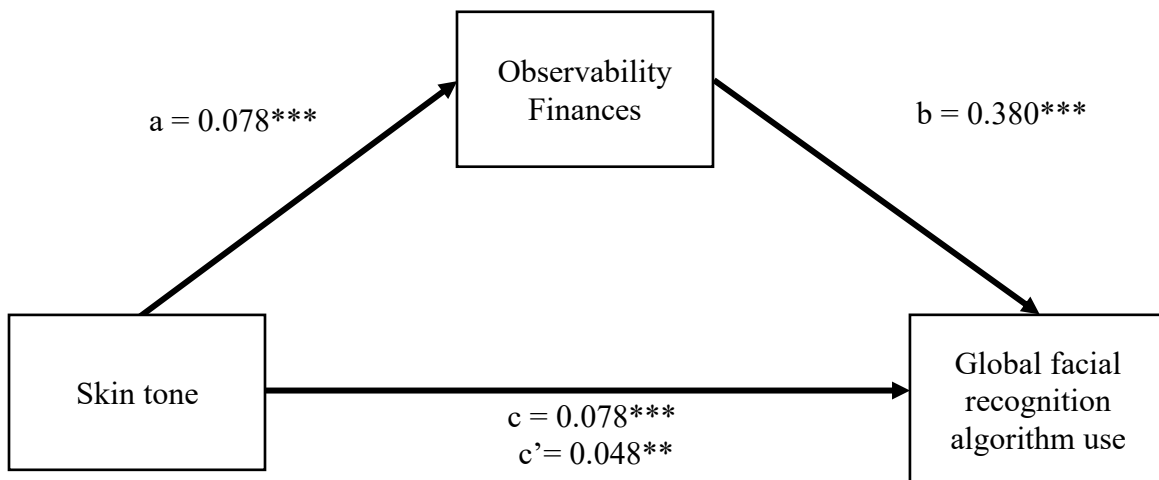 Observability
Finances
a = 0.078***
b = 0.380***
Skin tone
c = 0.078***
c’= 0.048**
Global facial
recognition
algorithm use